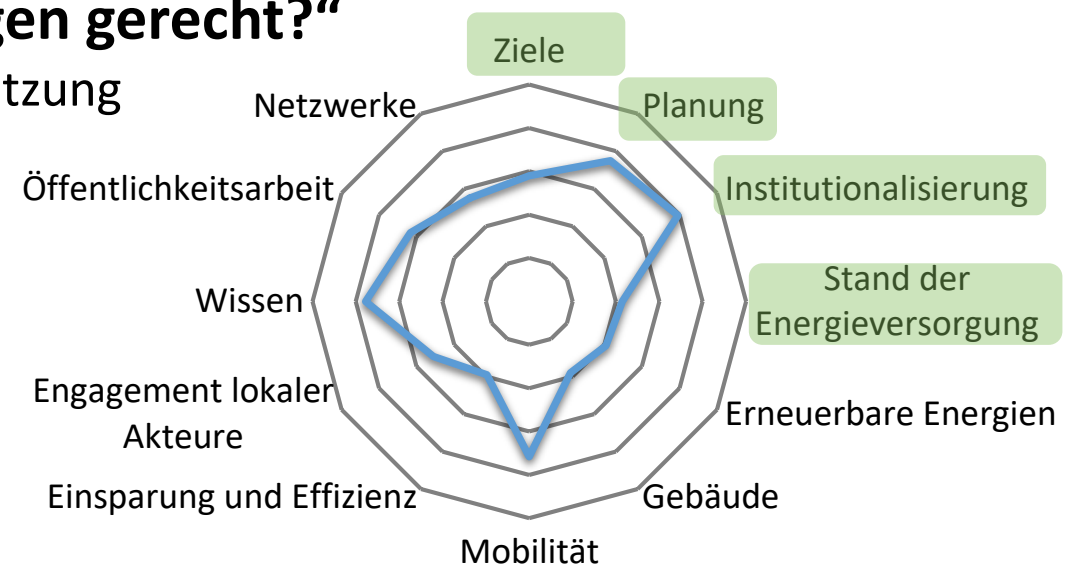 gen gerecht?“
tzung
Ziele
Netzwerke
Planung
Öffentlichkeitsarbeit
Institutionalisierung
Wissen
Stand der
Energieversorgung
Engagement lokaler
Akteure
Erneuerbare Energien
Einsparung und Effizienz
Gebäude
Mobilität